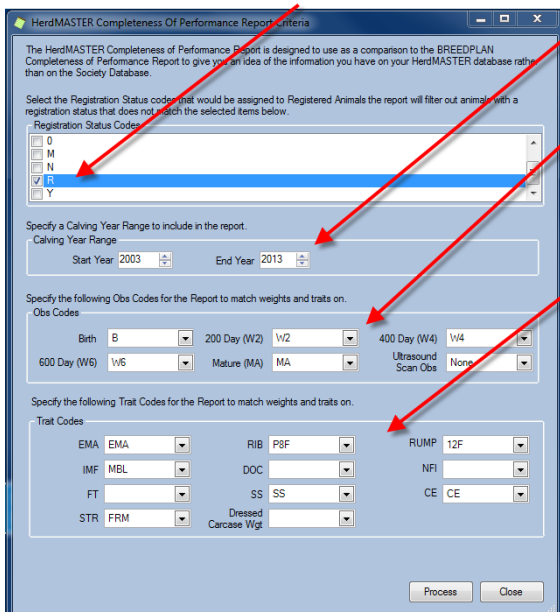 HerdMASTER Completeness Of Performance Report Criteria
The HerdMASTER Completeness of Performance Report is designed to use as a comparison to the BREEDPLAN
Completeness of Performance Report to give you an idea of the information you have on your HerdMASTER database rather
than on the Society Database.
Select the Registration Status codes that would be assigned to Registered Animals the report will filter out animals with a
registration status that does not match the selected items below.
Registration Status Codes
0
M
N
R
Y
Specify a Calving Year Range to include in the report.
Calving Year Range
Start Year 2003 End Year 2013
Specify the following Obs Codes for the Report to match weights and traits on.
Obs Codes
Birth B 200 Day (W2) W2 400 Day (W4) W4
600 Day (W6) W6 Mature (MA) MA Ultrasound Scan Obs None
Specify the following Trait Codes for the Report to match weights and traits on.
Trait Codes
EMA EMA RIB P8F RUMP 12F
IMF MBL DOC NFI
FT SS SS CE CE
STR FRM Dressed Carcase Wgt
Process Close